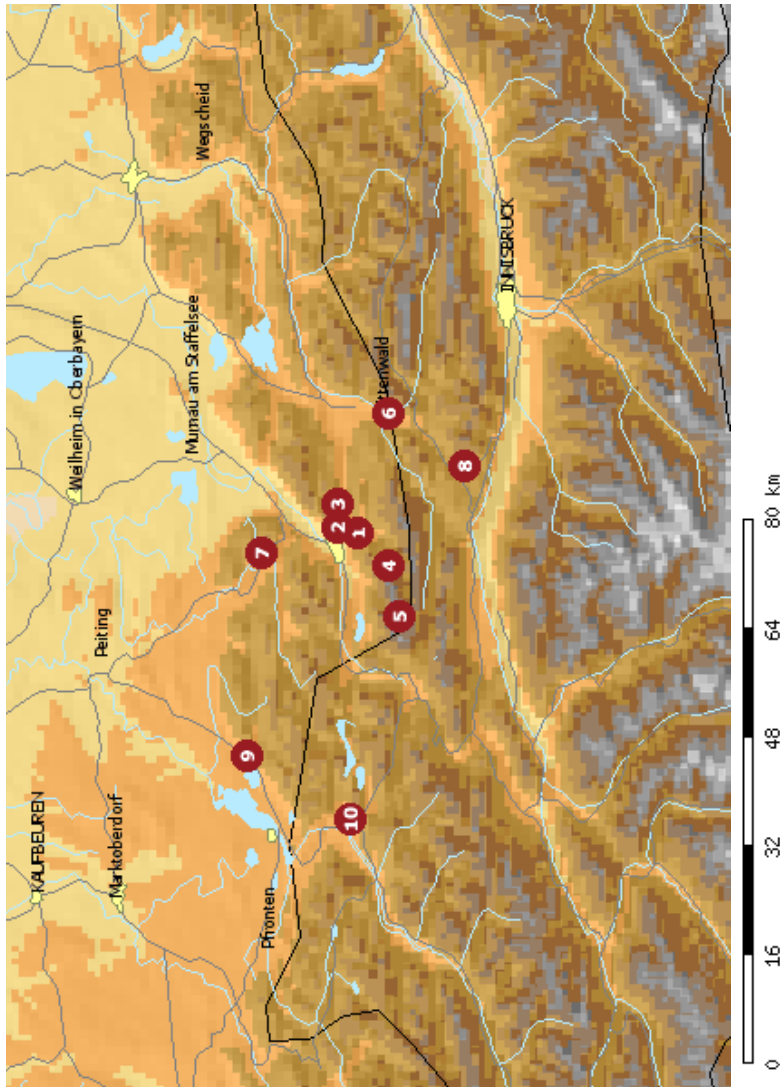 KAUFBEUREN
Weilheim in Oberbayern
Peiting
Marktoberdorf
Murnau am Staffelsee
Wegscheid
9
7
Pfronten
2 3
10
1
ttenwald
4 6
5
8
INNSBRUCK
0 16 32 48 64 80 km